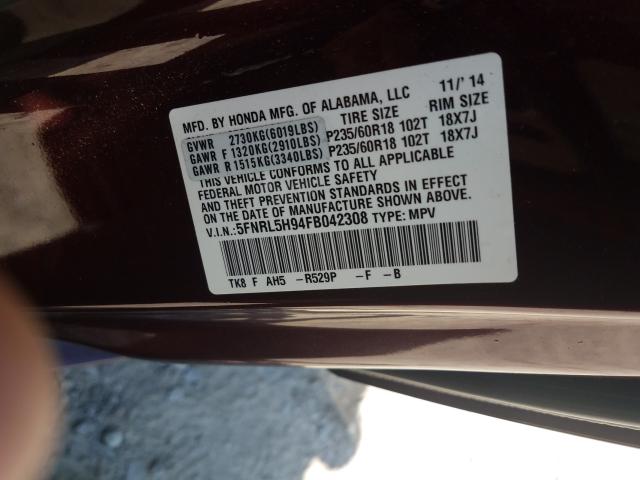 MFD. BY HONDA MFG. OF ALABAMA, LLC 11/'14
TIRE SIZE RIM SIZE
GVWR 2730KG(6019LBS)
GAWR F 1320KG(2910LBS) P235/60R18 102T 18X7J
GAWR R 1515KG(3340LBS) P235/60R18 102T 18X7J
THIS VEHICLE CONFORMS TO ALL APPLICABLE
FEDERAL MOTOR VEHICLE SAFETY
AND THEFT PREVENTION STANDARDS IN EFFECT
ON THE DATE OF MANUFACTURE SHOWN ABOVE.
V.I.N.:5FNRL5H94FB042308 TYPE: MPV
TK8 F AH5 -R529P -F -B